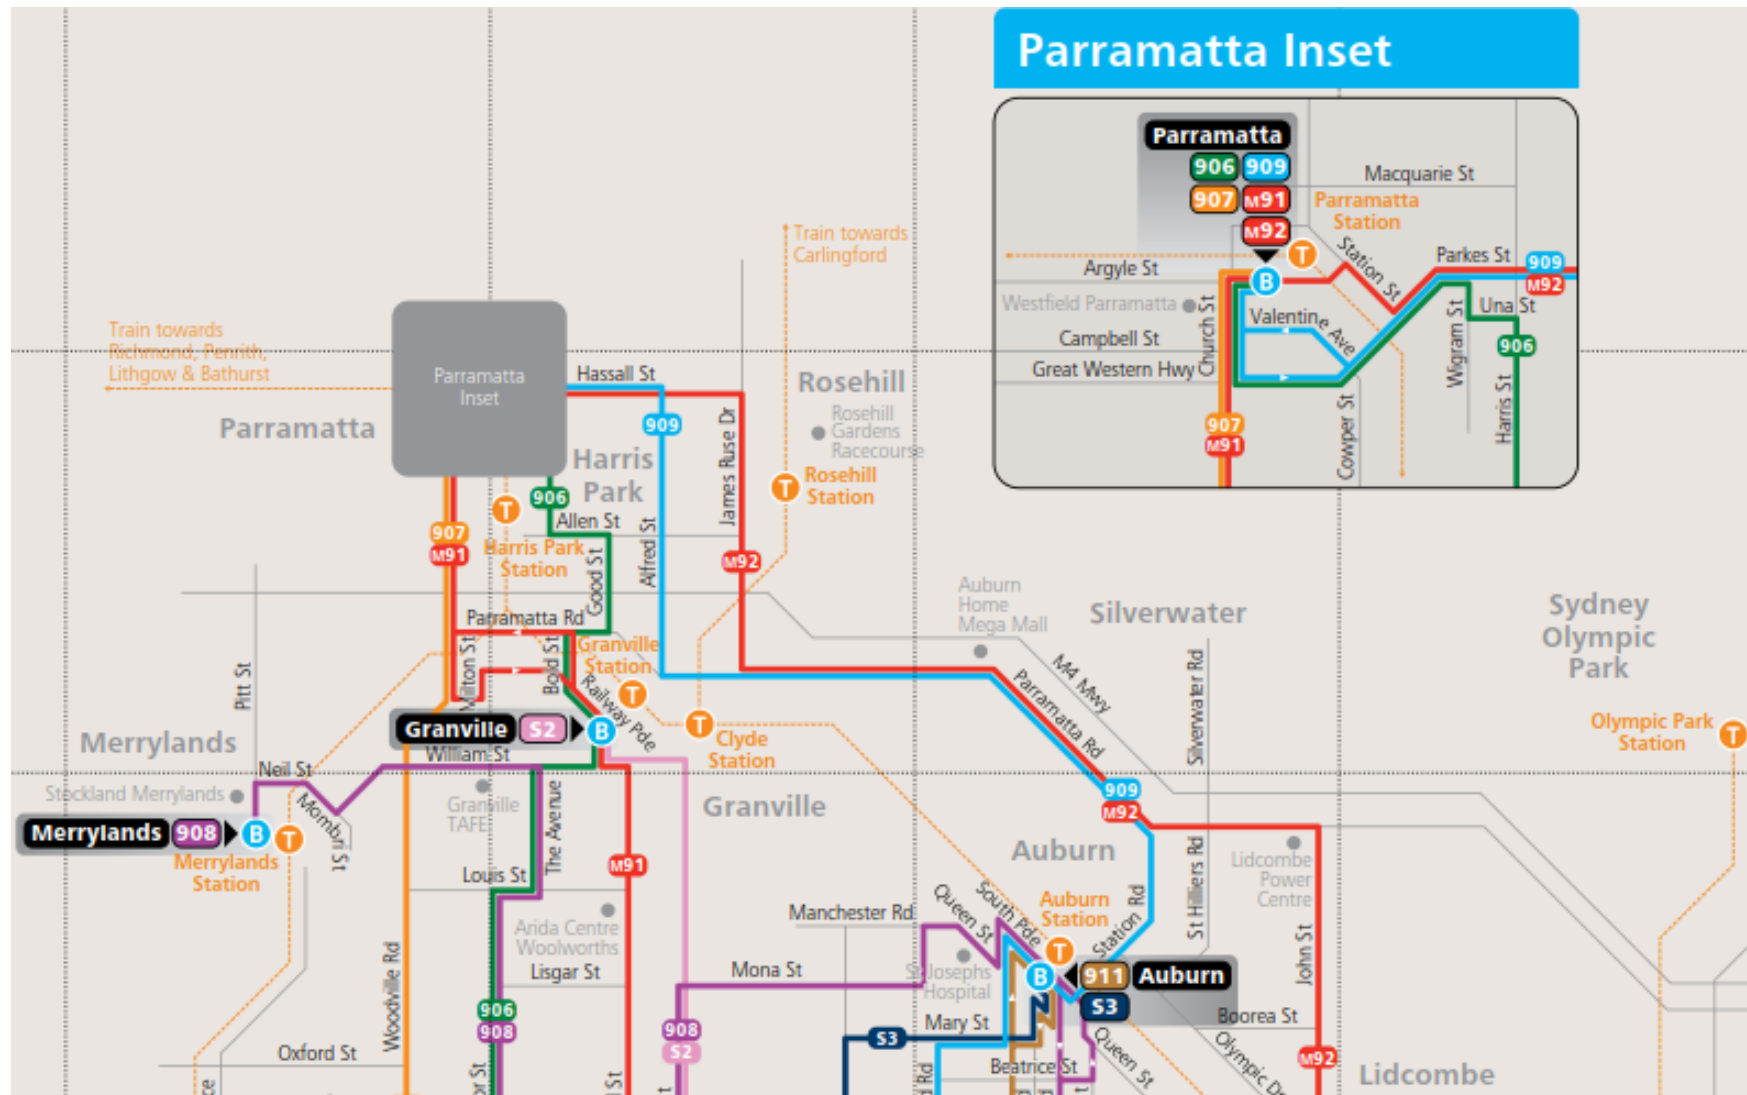 Parramatta Inset
Parramatta
906 909
907 M91
M92
Macquarie St
Parramatta
Station
T
Station St
Parkes St
909
M92
Argyle St
B
Westfield Parramatta
Church St
Valentine Ave
Campbell St
Great Western Hwy
Wigram St
Una St
906
Harris St
Cowper St
907
M91
Train towards
Carlingford
Train towards
Richmond, Penrith,
Lithgow & Bathurst
Parramatta
Inset
Hassall St
Rosehill
Rosehill
Gardens
Racecourse
909
Parramatta
James Ruse Dr
Harris
Park
T
Rosehill
Station
906
T
Allen St
907
M91
Harris Park
Station
Good St
Alfred St
M92
Auburn
Home
Mega Mall
Silverwater
Sydney
Olympic
Park
Parramatta Rd
Granville
Station
Milton St
Bold St
Railway Pde
T
Pitt St
M4 Mwy
Parramatta Rd
Silverwater Rd
Granville S2
B
T
Clyde
Station
Olympic Park
Station
T
Merrylands
William St
Neil St
Stockland Merrylands
Granville
TAFE
Granville
909
M92
Merrylands 908
B
T
Mombri St
Merrylands
Station
The Avenue
M91
Auburn
Lidcombe
Power
Centre
St Hilliers Rd
Louis St
Manchester Rd
Queen St
South Pde
Auburn
Station
Station Rd
T
Arida Centre
Woolworths
Woodville Rd
Lisgar St
Mona St
St Josephs
Hospital
B
911 Auburn
S3
John St
906
908
908
S2
S3
Mary St
Boorea St
Oxford St
Beatrice St
Queen St
Olympic Dr
M92
Lidcombe
St
St
Rd